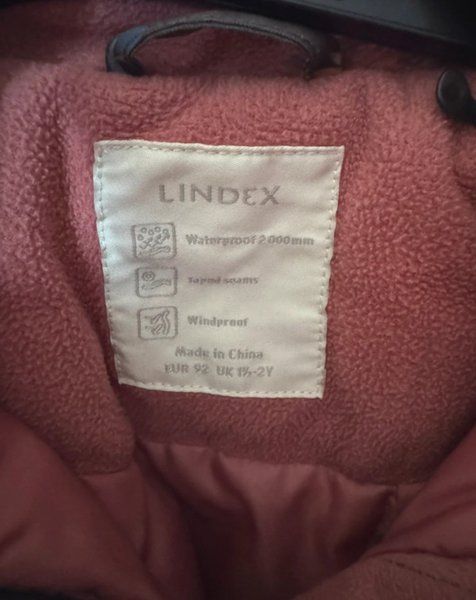 LINDEX
Waterproof 2 000mm
Taped seams
Windproof
Made in China
EUR 92 UK 1½-2Y